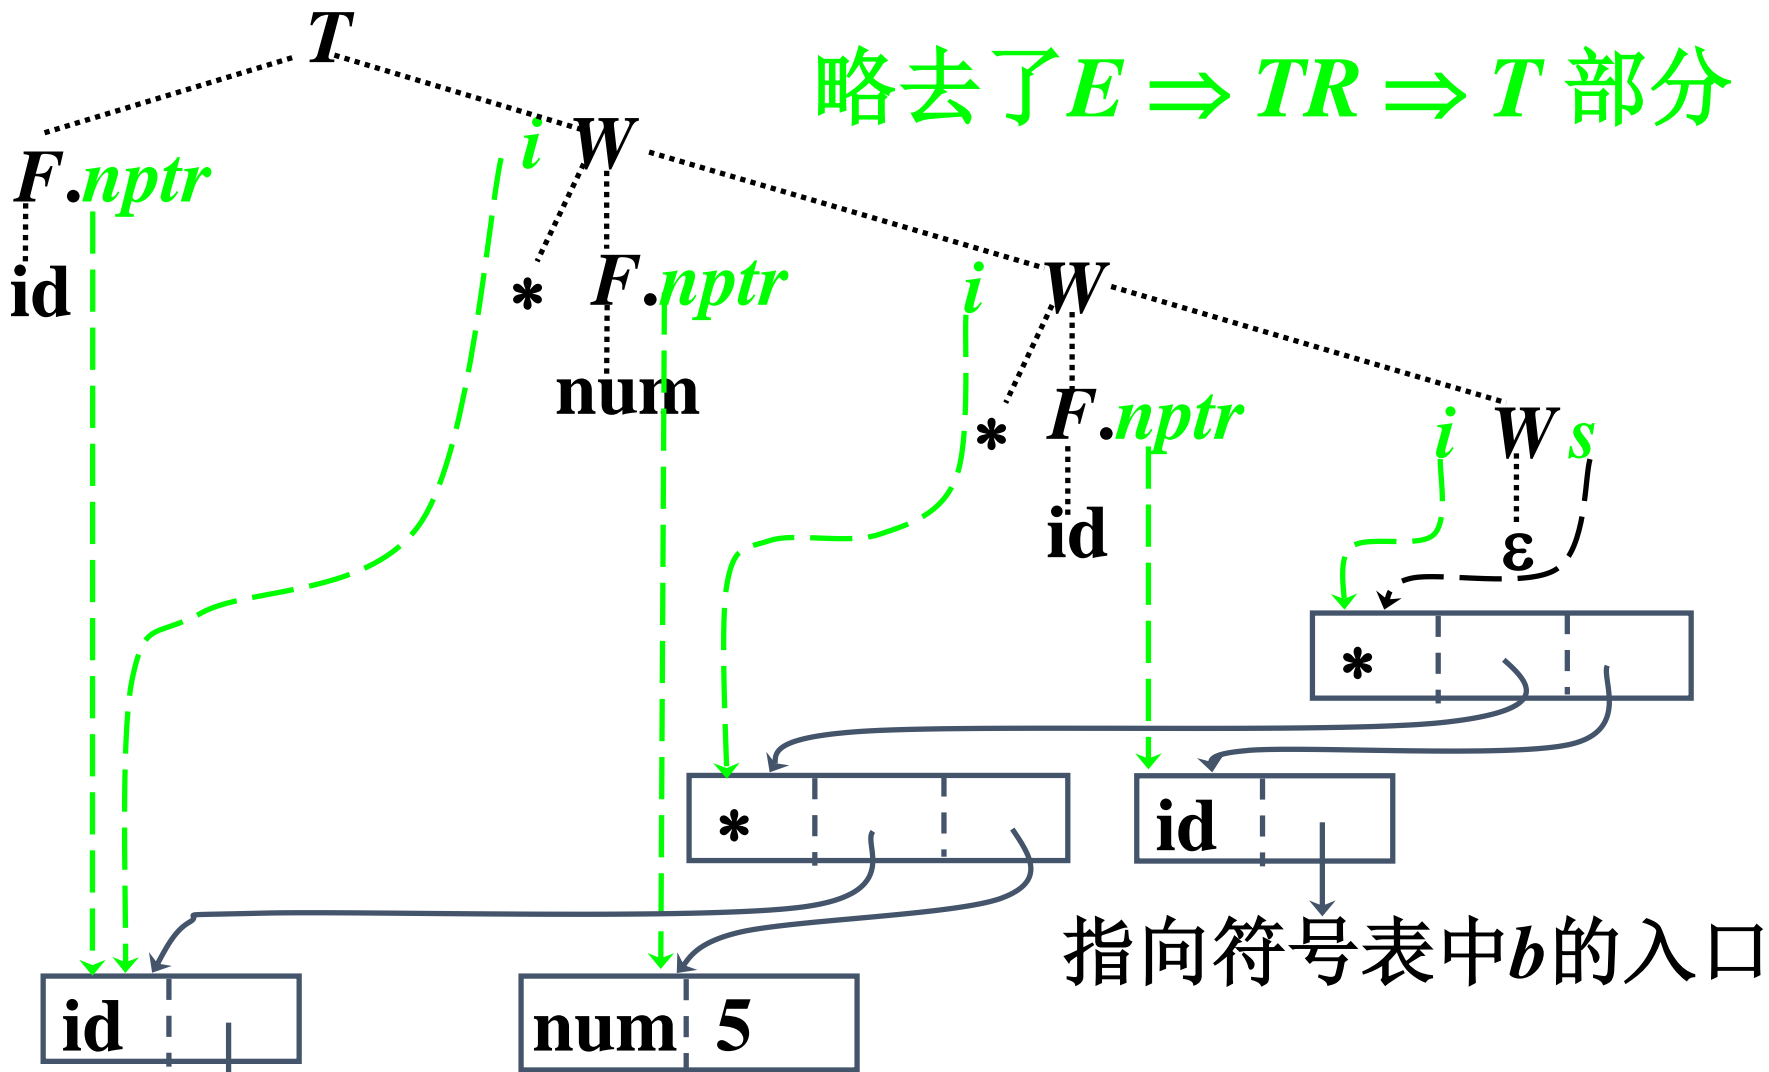 T
略去了E ⇒ TR ⇒ T 部分
i W
F.nptr
id
* F.nptr
i W
num
* F.nptr
i W s
id
ε
*
*
id
指向符号表中b的入口
id
num 5